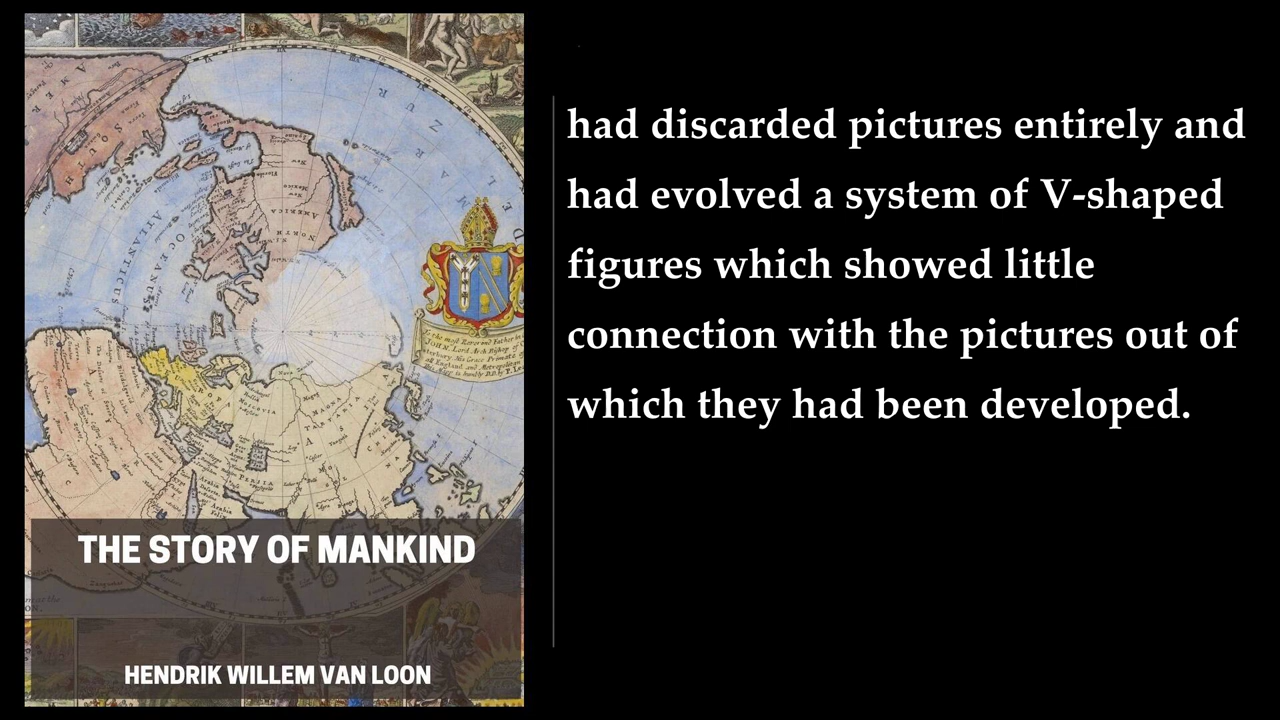 had discarded pictures entirely and
had evolved a system of V-shaped
figures which showed little
connection with the pictures out of
which they had been developed.
THE STORY OF MANKIND
HENDRIK WILLEM VAN LOON